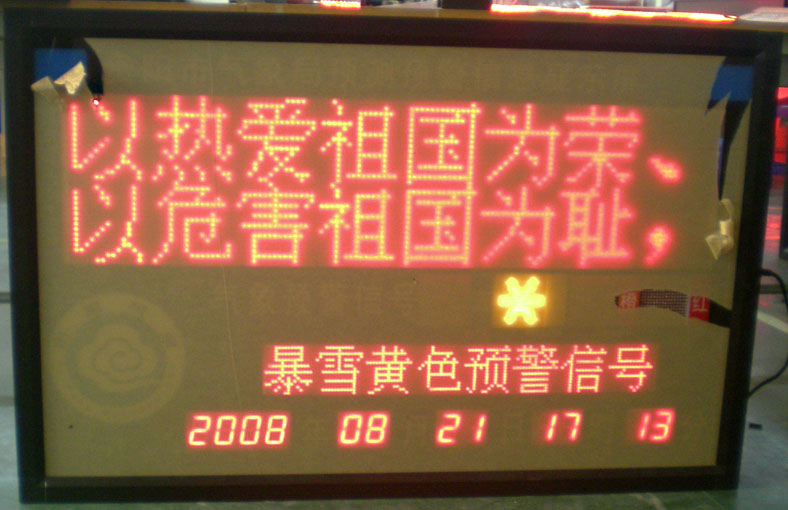 以热爱祖国为荣、
以危害祖国为耻，
暴雪黄色预警信号
2008 08 21 17 13